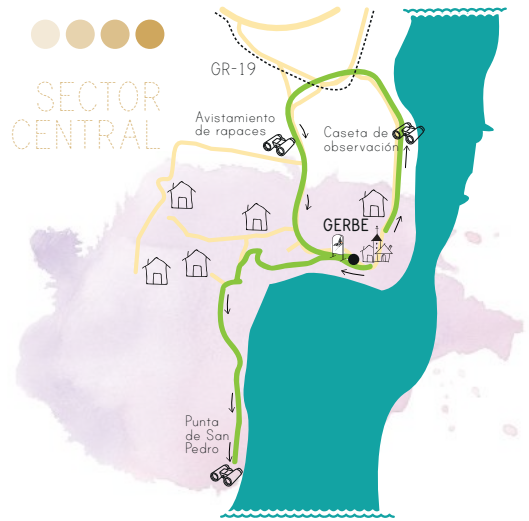 GR-19
SECTOR
CENTRAL
Avistamiento
de rapaces
Caseta de
observación
GERBE
Punta
de San
Pedro